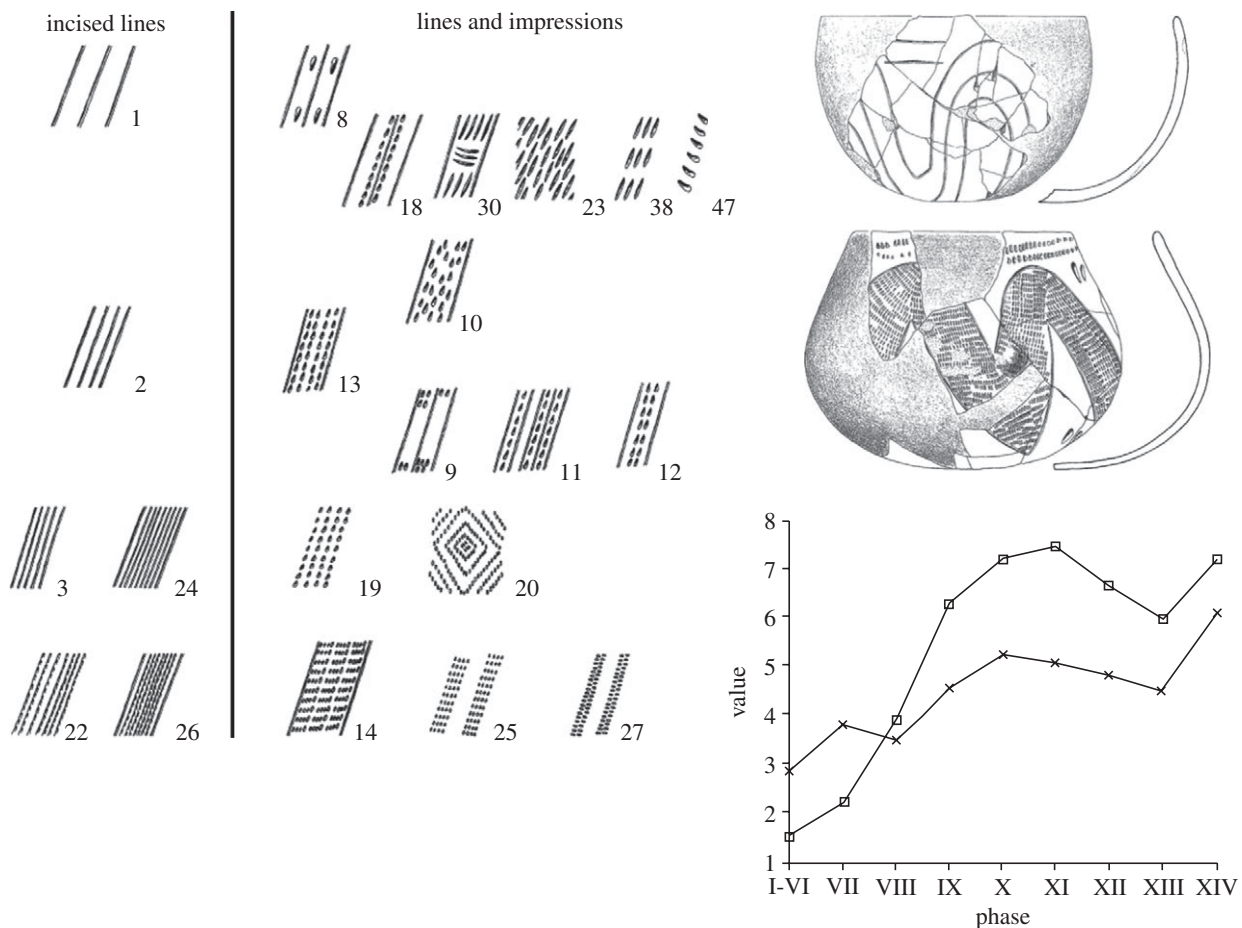 incised lines
lines and impressions
1
8
18 30 23 38 47
10
2
13
9 11 12
3 24
19 20
22 26
14 25 27
8
7
6
5
4
3
2
1
value
I-VI VII VIII IX X XI XII XIII XIV
phase